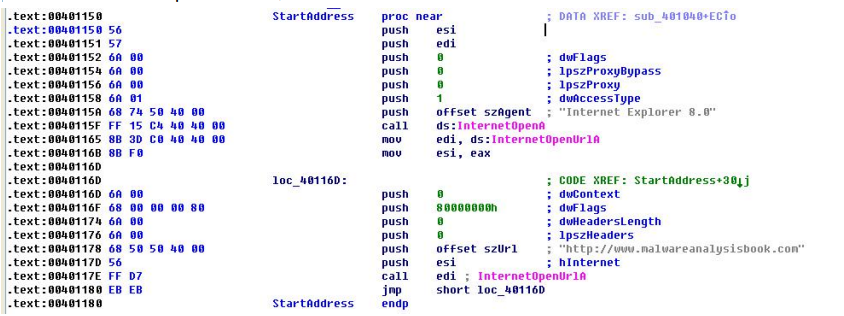 .text:00401150 StartAddress proc near ; DATA XREF: sub_401040+ECîo
.text:00401150 56 push esi
.text:00401151 57 push edi
.text:00401152 6A 00 push 0 ; dwFlags
.text:00401154 6A 00 push 0 ; lpszProxyBypass
.text:00401156 6A 00 push 0 ; lpszProxy
.text:00401158 6A 01 push 1 ; dwAccessType
.text:0040115A 68 74 50 40 00 push offset szAgent ; "Internet Explorer 8.0"
.text:0040115F FF 15 C4 40 40 00 call ds:InternetOpenA
.text:00401165 8B 3D C0 40 40 00 mov edi, ds:InternetOpenUrlA
.text:0040116B 8B F0 mov esi, eax
.text:0040116D
.text:0040116D loc_40116D: ; CODE XREF: StartAddress+30↓j
.text:0040116D 6A 00 push 0 ; dwContext
.text:0040116F 68 00 00 00 80 push 80000000h ; dwFlags
.text:00401174 6A 00 push 0 ; dwHeadersLength
.text:00401176 6A 00 push 0 ; lpszHeaders
.text:00401178 68 50 50 40 00 push offset szUrl ; "http://www.malwareanalysisbook.com"
.text:0040117D 56 push esi ; hInternet
.text:0040117E FF D7 call edi ; InternetOpenUrlA
.text:00401180 EB EB jmp short loc_40116D
.text:00401180 StartAddress endp